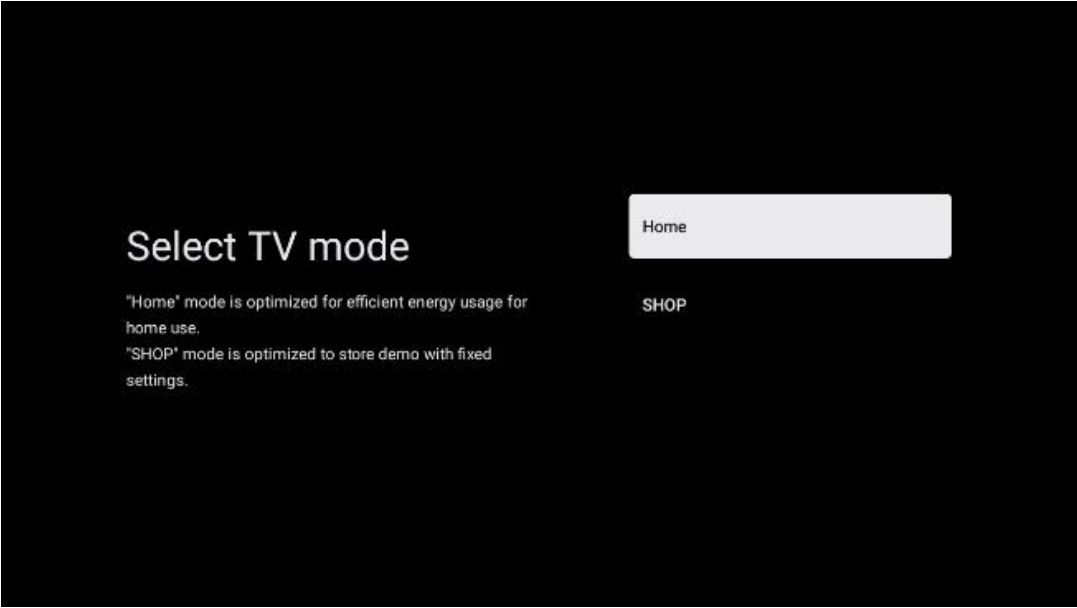 Select TV mode
"Home" mode is optimized for efficient energy usage for
home use.
"SHOP" mode is optimized to store demo with fixed
settings.
Home
SHOP